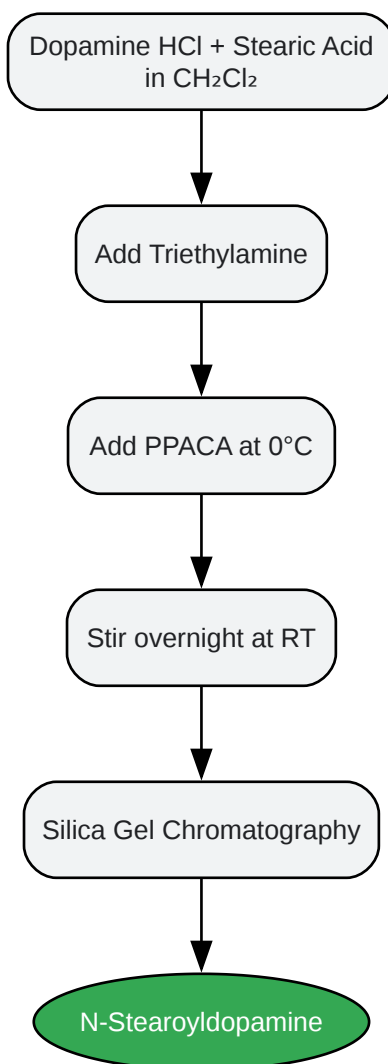 Dopamine HCl + Stearic Acid
in CH₂Cl₂
Add Triethylamine
Add PPACA at 0°C
Stir overnight at RT
Silica Gel Chromatography
N-Stearoyldopamine